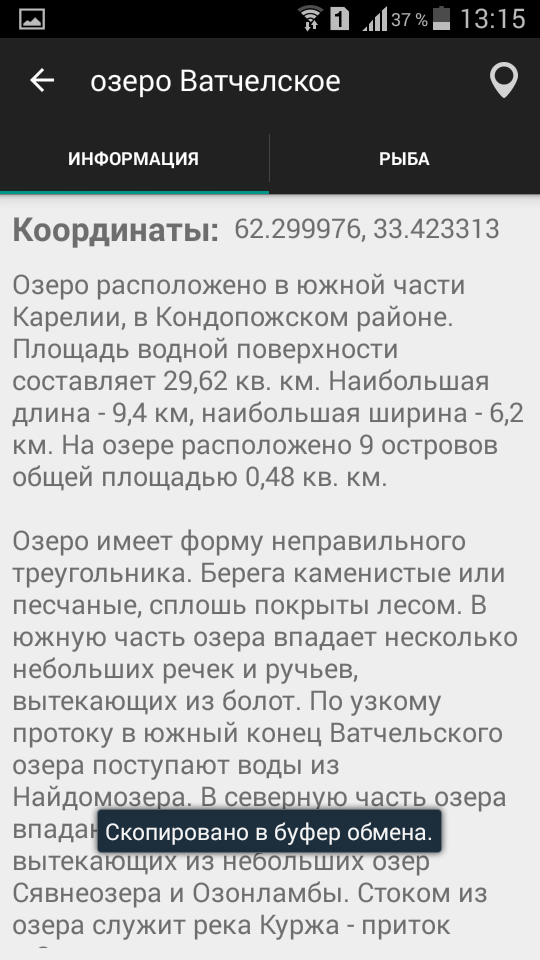 37 % 13:15
озеро Ватчелское
ИНФОРМАЦИЯ РЫБА
Координаты: 62.299976, 33.423313
Озеро расположено в южной части
Карелии, в Кондопожском районе.
Площадь водной поверхности
составляет 29,62 кв. км. Наибольшая
длина - 9,4 км, наибольшая ширина - 6,2
км. На озере расположено 9 островов
общей площадью 0,48 кв. км.
Озеро имеет форму неправильного
треугольника. Берега каменистые или
песчаные, сплошь покрыты лесом. В
южную часть озера впадает несколько
небольших речек и ручьев,
вытекающих из болот. По узкому
протоку в южный конец Ватчельского
озера поступают воды из
Найдомозера. В северную часть озера
Скопировано в буфер обмена.
вытекающих из небольших озер
Сявнеозера и Озонламбы. Стоком из
озера служит река Куржа - приток